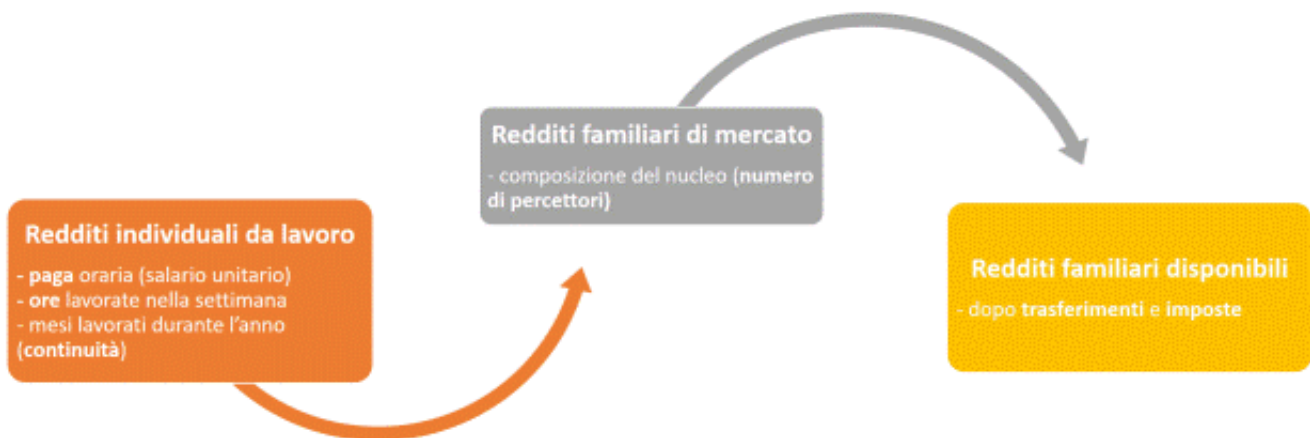 Redditi individuali da lavoro
- paga oraria (salario unitario)
- ore lavorate nella settimana
- mesi lavorati durante l'anno
(continuità)
Redditi familiari di mercato
- composizione del nucleo (numero
di percettori)
Redditi familiari disponibili
- dopo trasferimenti e imposte